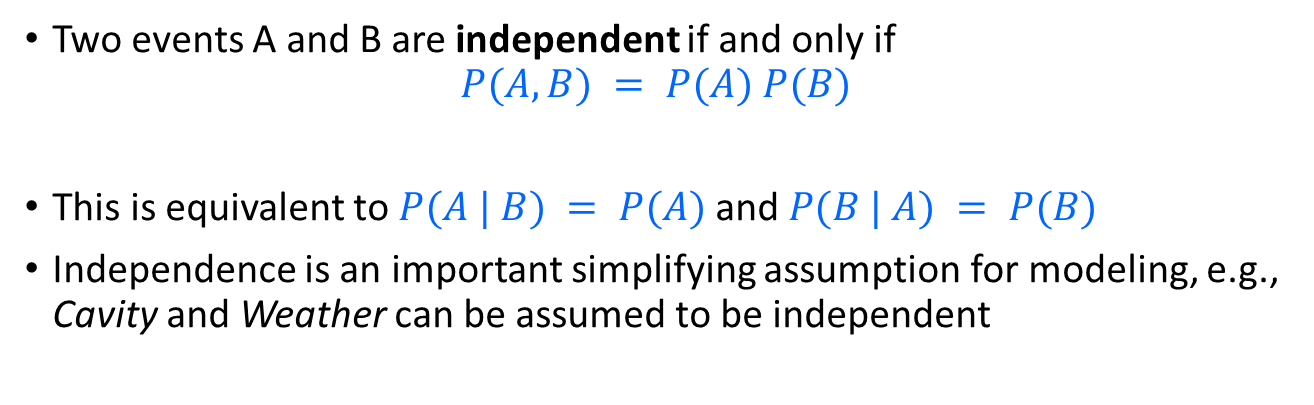 • Two events A and B are independent if and only if
P(A, B) = P(A) P(B)
• This is equivalent to P(A | B) = P(A) and P(B | A) = P(B)
• Independence is an important simplifying assumption for modeling, e.g.,
Cavity and Weather can be assumed to be independent